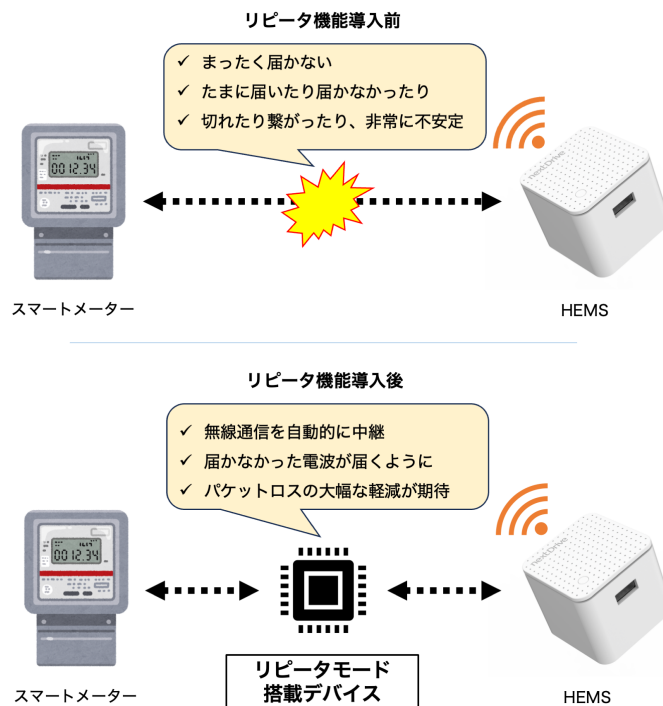 リピータ機能導入前
✓ まったく届かない
✓ たまに届いたり届かなかったり
✓ 切れたり繋がったり、非常に不安定
0012.34
nextDrive
スマートメーター
HEMS
リピータ機能導入後
✓ 無線通信を自動的に中継
✓ 届かなかった電波が届くように
✓ パケットロスの大幅な軽減が期待
0012.34
nextDrive
リピータモード
搭載デバイス
スマートメーター
HEMS